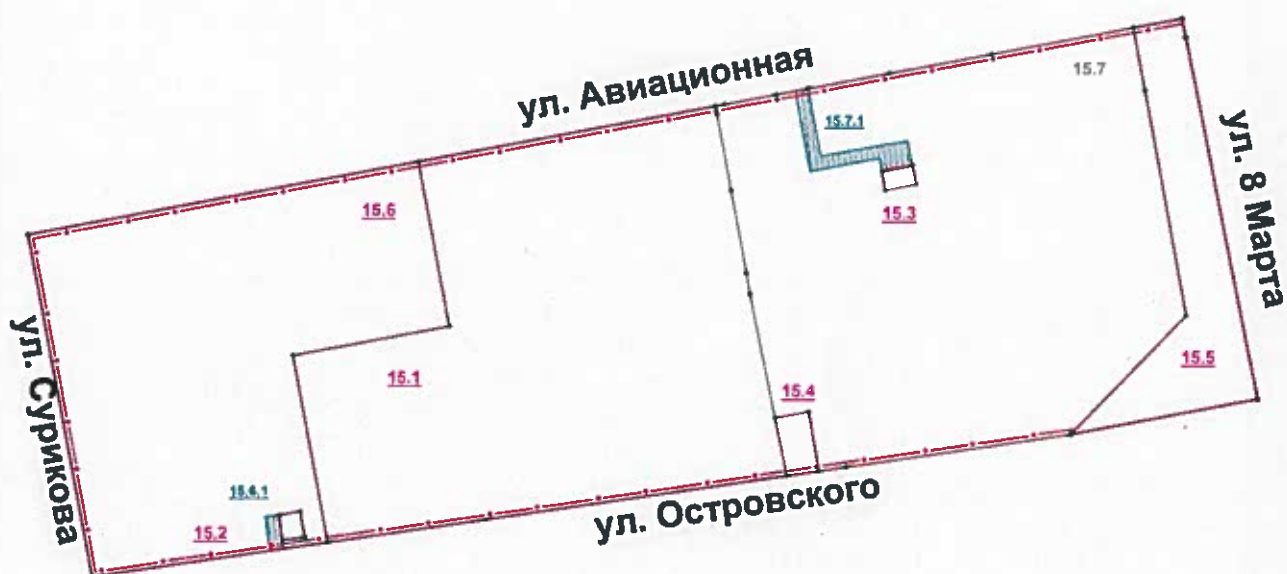 ул. Авиационная
15.7
15.7.1
ул. 8 Марта
15.6
15.3
ул. Сурикова
15.1
15.4
15.5
15.6.1
15.2
ул. Островского